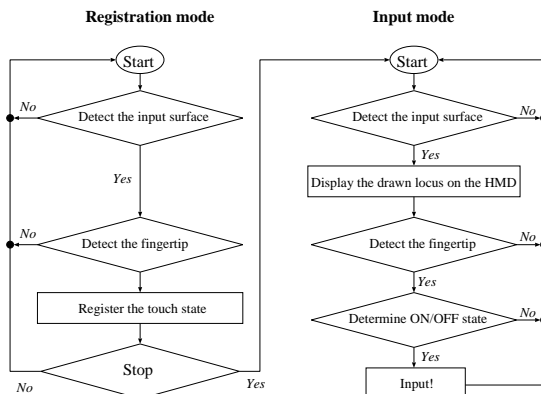 Registration mode
Start
No
Detect the input surface
Yes
No
Detect the fingertip
Register the touch state
Stop
No
Yes
Input mode
Start
Detect the input surface
No
Yes
Display the drawn locus on the HMD
Detect the fingertip
No
Yes
Determine ON/OFF state
No
Yes
Input!